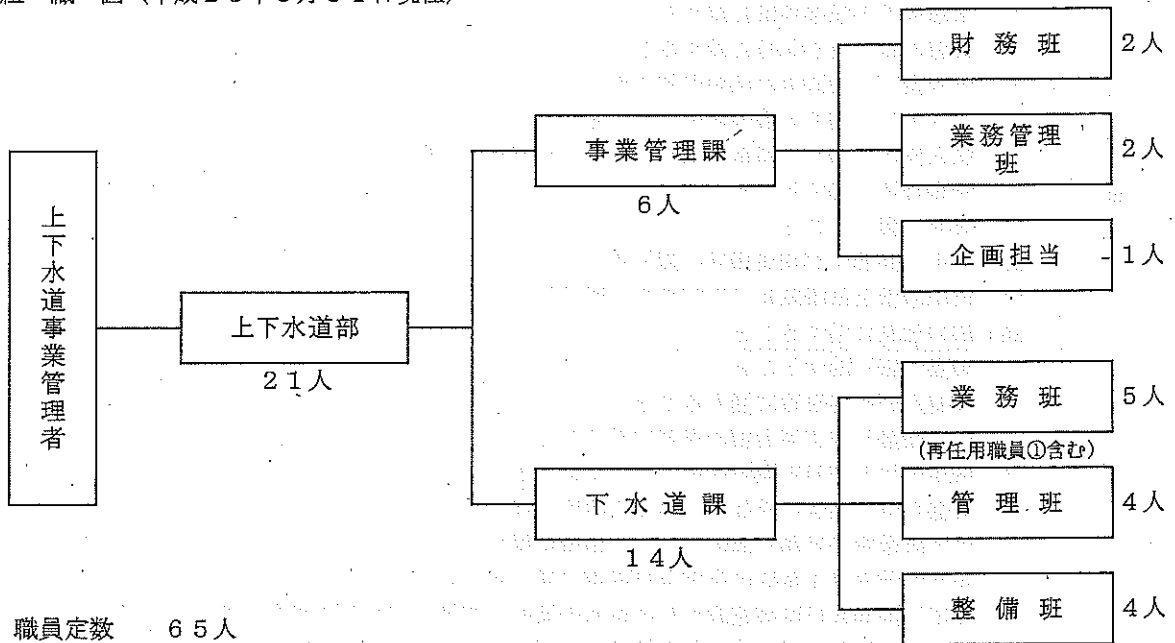 財務班 2人
事業管理課
6人
業務管理班 2人
企画担当 1人
上下水道事業管理者
上下水道部
21人
業務班 5人
(再任用職員①含む)
下水道課
14人
管理班 4人
整備班 4人
職員定数 65人